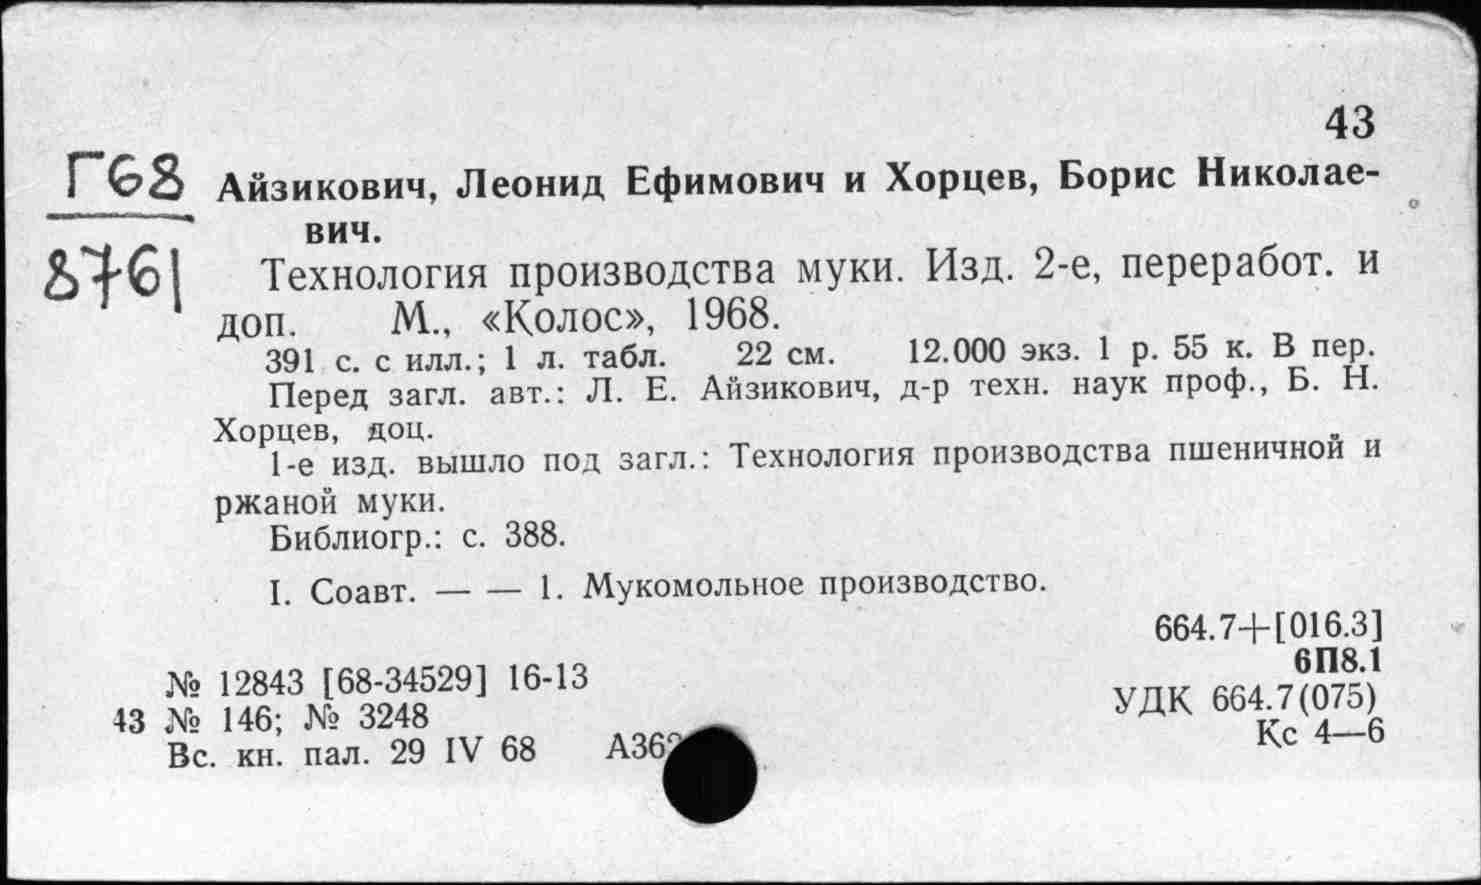 43
Г68 Айзикович, Леонид Ефимович и Хорцев, Борис Николае-
вич.
8761 Технология производства муки. Изд. 2-е, переработ. и
доп. М., «Колос», 1968.
391 с. с илл.; 1 л. табл. 22 см. 12.000 экз. 1 р. 55 к. В пер.
Перед загл. авт.: Л. Е. Айзикович, д-р техн. наук проф., Б. Н.
Хорцев, доц.
1-е изд. вышло под загл.: Технология производства пшеничной и
ржаной муки.
Библиогр.: с. 388.
I. Соавт. — — 1. Мукомольное производство.
664.7+[016.3]
6П8.1
№ 12843 [68-34529] 16-13
УДК 664.7(075)
43 № 146; № 3248
Кс 4—6
Вс. кн. пал. 29 IV 68